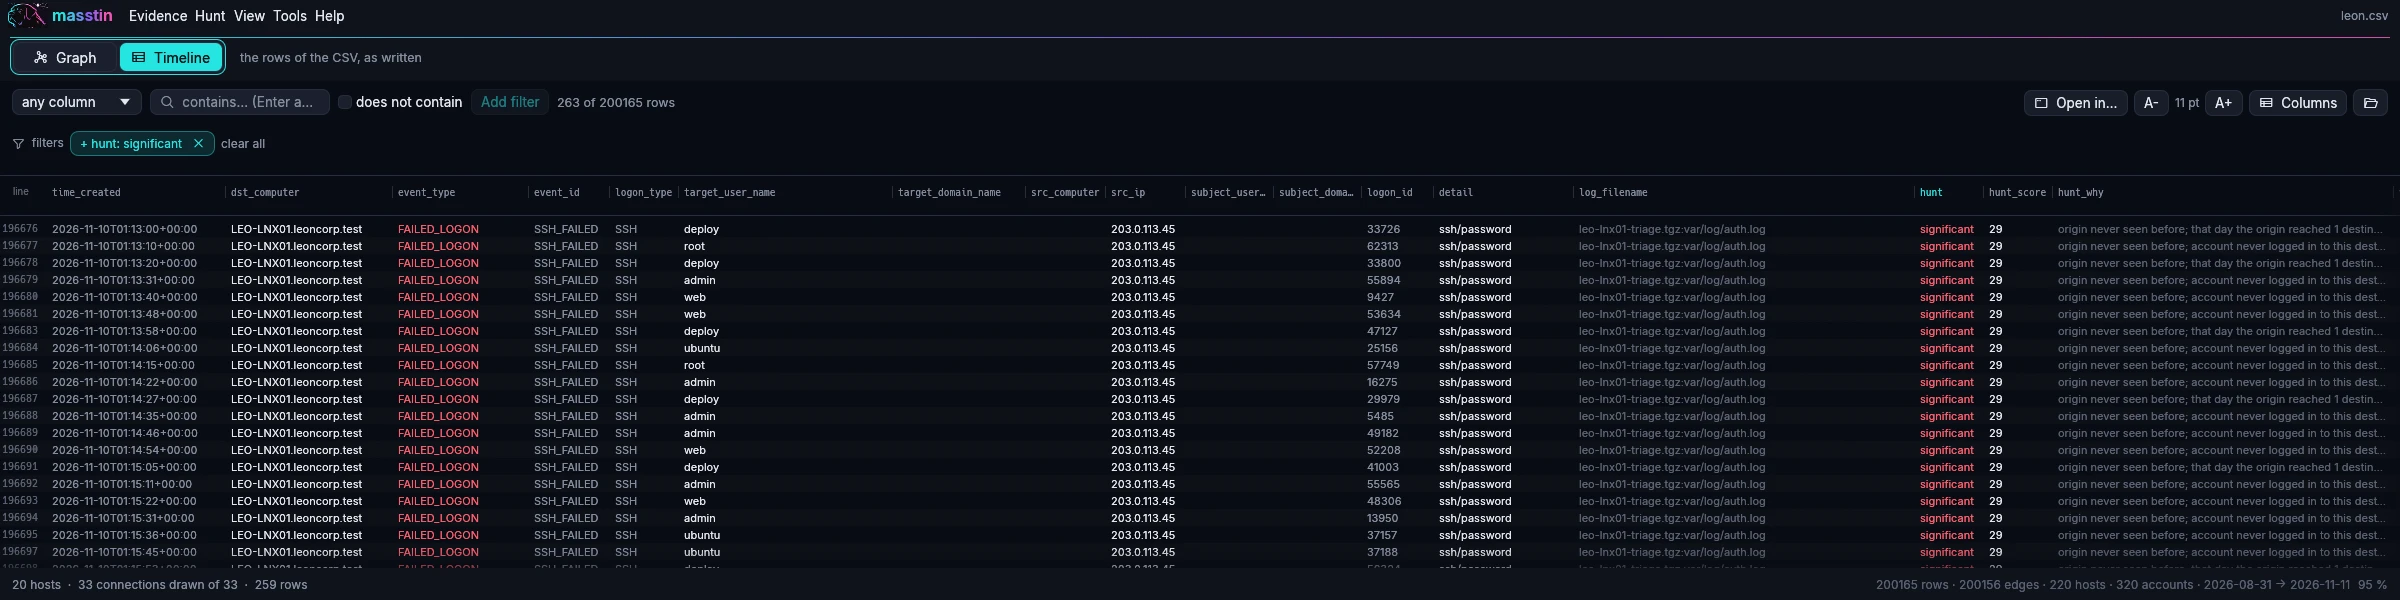 masstin Evidence Hunt View Tools Help leon.csv
Graph Timeline the rows of the CSV, as written
any column contains... (Enter a... does not contain Add filter 263 of 200165 rows Open in... A- 11 pt A+ Columns
filters + hunt: significant × clear all
line time_created dst_computer event_type event_id logon_type target_user_name target_domain_name src_computer src_ip subject_user… subject_doma… logon_id detail log_filename hunt hunt_score hunt_why
196676 2026-11-10T01:13:00+00:00 LEO-LNX01.leoncorp.test FAILED_LOGON SSH_FAILED SSH deploy 203.0.113.45 33726 ssh/password leo-lnx01-triage.tgz:var/log/auth.log significant 29 origin never seen before; that day the origin reached 1 destin...
196677 2026-11-10T01:13:10+00:00 LEO-LNX01.leoncorp.test FAILED_LOGON SSH_FAILED SSH root 203.0.113.45 62313 ssh/password leo-lnx01-triage.tgz:var/log/auth.log significant 29 origin never seen before; account never logged in to this dest...
196678 2026-11-10T01:13:20+00:00 LEO-LNX01.leoncorp.test FAILED_LOGON SSH_FAILED SSH deploy 203.0.113.45 33800 ssh/password leo-lnx01-triage.tgz:var/log/auth.log significant 29 origin never seen before; that day the origin reached 1 destin...
196679 2026-11-10T01:13:31+00:00 LEO-LNX01.leoncorp.test FAILED_LOGON SSH_FAILED SSH admin 203.0.113.45 55894 ssh/password leo-lnx01-triage.tgz:var/log/auth.log significant 29 origin never seen before; account never logged in to this dest...
196680 2026-11-10T01:13:40+00:00 LEO-LNX01.leoncorp.test FAILED_LOGON SSH_FAILED SSH web 203.0.113.45 9427 ssh/password leo-lnx01-triage.tgz:var/log/auth.log significant 29 origin never seen before; account never logged in to this dest...
196681 2026-11-10T01:13:48+00:00 LEO-LNX01.leoncorp.test FAILED_LOGON SSH_FAILED SSH web 203.0.113.45 53634 ssh/password leo-lnx01-triage.tgz:var/log/auth.log significant 29 origin never seen before; account never logged in to this dest...
196683 2026-11-10T01:13:58+00:00 LEO-LNX01.leoncorp.test FAILED_LOGON SSH_FAILED SSH deploy 203.0.113.45 47127 ssh/password leo-lnx01-triage.tgz:var/log/auth.log significant 29 origin never seen before; that day the origin reached 1 destin...
196684 2026-11-10T01:14:06+00:00 LEO-LNX01.leoncorp.test FAILED_LOGON SSH_FAILED SSH ubuntu 203.0.113.45 25156 ssh/password leo-lnx01-triage.tgz:var/log/auth.log significant 29 origin never seen before; account never logged in to this dest...
196685 2026-11-10T01:14:15+00:00 LEO-LNX01.leoncorp.test FAILED_LOGON SSH_FAILED SSH root 203.0.113.45 57749 ssh/password leo-lnx01-triage.tgz:var/log/auth.log significant 29 origin never seen before; account never logged in to this dest...
196686 2026-11-10T01:14:22+00:00 LEO-LNX01.leoncorp.test FAILED_LOGON SSH_FAILED SSH admin 203.0.113.45 16275 ssh/password leo-lnx01-triage.tgz:var/log/auth.log significant 29 origin never seen before; account never logged in to this dest...
196687 2026-11-10T01:14:27+00:00 LEO-LNX01.leoncorp.test FAILED_LOGON SSH_FAILED SSH deploy 203.0.113.45 29979 ssh/password leo-lnx01-triage.tgz:var/log/auth.log significant 29 origin never seen before; that day the origin reached 1 destin...
196688 2026-11-10T01:14:35+00:00 LEO-LNX01.leoncorp.test FAILED_LOGON SSH_FAILED SSH admin 203.0.113.45 5485 ssh/password leo-lnx01-triage.tgz:var/log/auth.log significant 29 origin never seen before; account never logged in to this dest...
196689 2026-11-10T01:14:46+00:00 LEO-LNX01.leoncorp.test FAILED_LOGON SSH_FAILED SSH admin 203.0.113.45 49182 ssh/password leo-lnx01-triage.tgz:var/log/auth.log significant 29 origin never seen before; account never logged in to this dest...
196690 2026-11-10T01:14:54+00:00 LEO-LNX01.leoncorp.test FAILED_LOGON SSH_FAILED SSH web 203.0.113.45 52208 ssh/password leo-lnx01-triage.tgz:var/log/auth.log significant 29 origin never seen before; account never logged in to this dest...
196691 2026-11-10T01:15:05+00:00 LEO-LNX01.leoncorp.test FAILED_LOGON SSH_FAILED SSH deploy 203.0.113.45 41003 ssh/password leo-lnx01-triage.tgz:var/log/auth.log significant 29 origin never seen before; that day the origin reached 1 destin...
196692 2026-11-10T01:15:11+00:00 LEO-LNX01.leoncorp.test FAILED_LOGON SSH_FAILED SSH admin 203.0.113.45 55565 ssh/password leo-lnx01-triage.tgz:var/log/auth.log significant 29 origin never seen before; account never logged in to this dest...
196693 2026-11-10T01:15:22+00:00 LEO-LNX01.leoncorp.test FAILED_LOGON SSH_FAILED SSH web 203.0.113.45 48306 ssh/password leo-lnx01-triage.tgz:var/log/auth.log significant 29 origin never seen before; account never logged in to this dest...
196694 2026-11-10T01:15:31+00:00 LEO-LNX01.leoncorp.test FAILED_LOGON SSH_FAILED SSH admin 203.0.113.45 13950 ssh/password leo-lnx01-triage.tgz:var/log/auth.log significant 29 origin never seen before; account never logged in to this dest...
196695 2026-11-10T01:15:36+00:00 LEO-LNX01.leoncorp.test FAILED_LOGON SSH_FAILED SSH ubuntu 203.0.113.45 37157 ssh/password leo-lnx01-triage.tgz:var/log/auth.log significant 29 origin never seen before; account never logged in to this dest...
196697 2026-11-10T01:15:45+00:00 LEO-LNX01.leoncorp.test FAILED_LOGON SSH_FAILED SSH ubuntu 203.0.113.45 37188 ssh/password leo-lnx01-triage.tgz:var/log/auth.log significant 29 origin never seen before; account never logged in to this dest...
20 hosts · 33 connections drawn of 33 · 259 rows 200165 rows · 200156 edges · 220 hosts · 320 accounts · 2026-08-31 → 2026-11-11 95 %